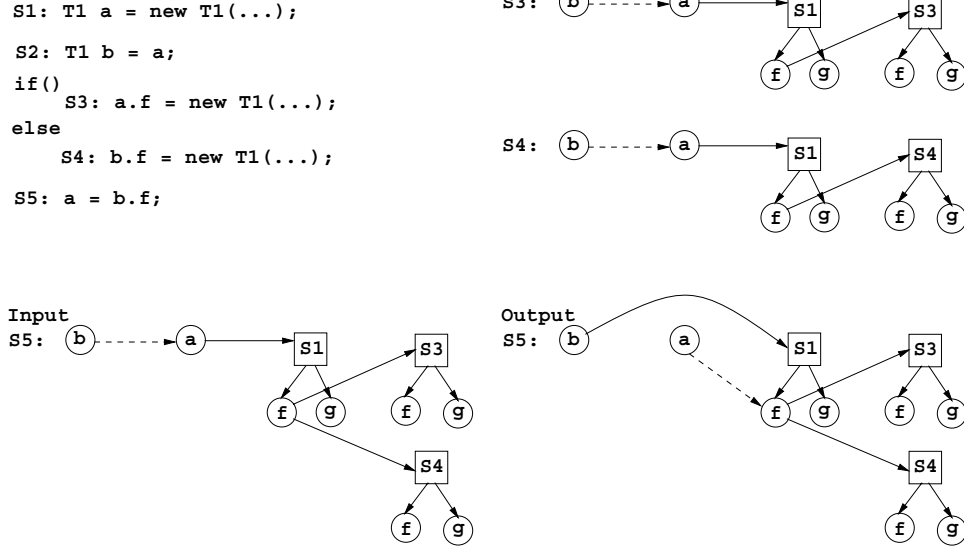 S1: T1 a = new T1(...);
S2: T1 b = a;
if()
S3: a.f = new T1(...);
else
S4: b.f = new T1(...);
S5: a = b.f;
S3: b a S1 S3
f g f g
S4: b a S1 S4
f g f g
Input
S5: b a S1 S3
f g f g
S4
f g
Output
S5: b a S1 S3
f g f g
S4
f g